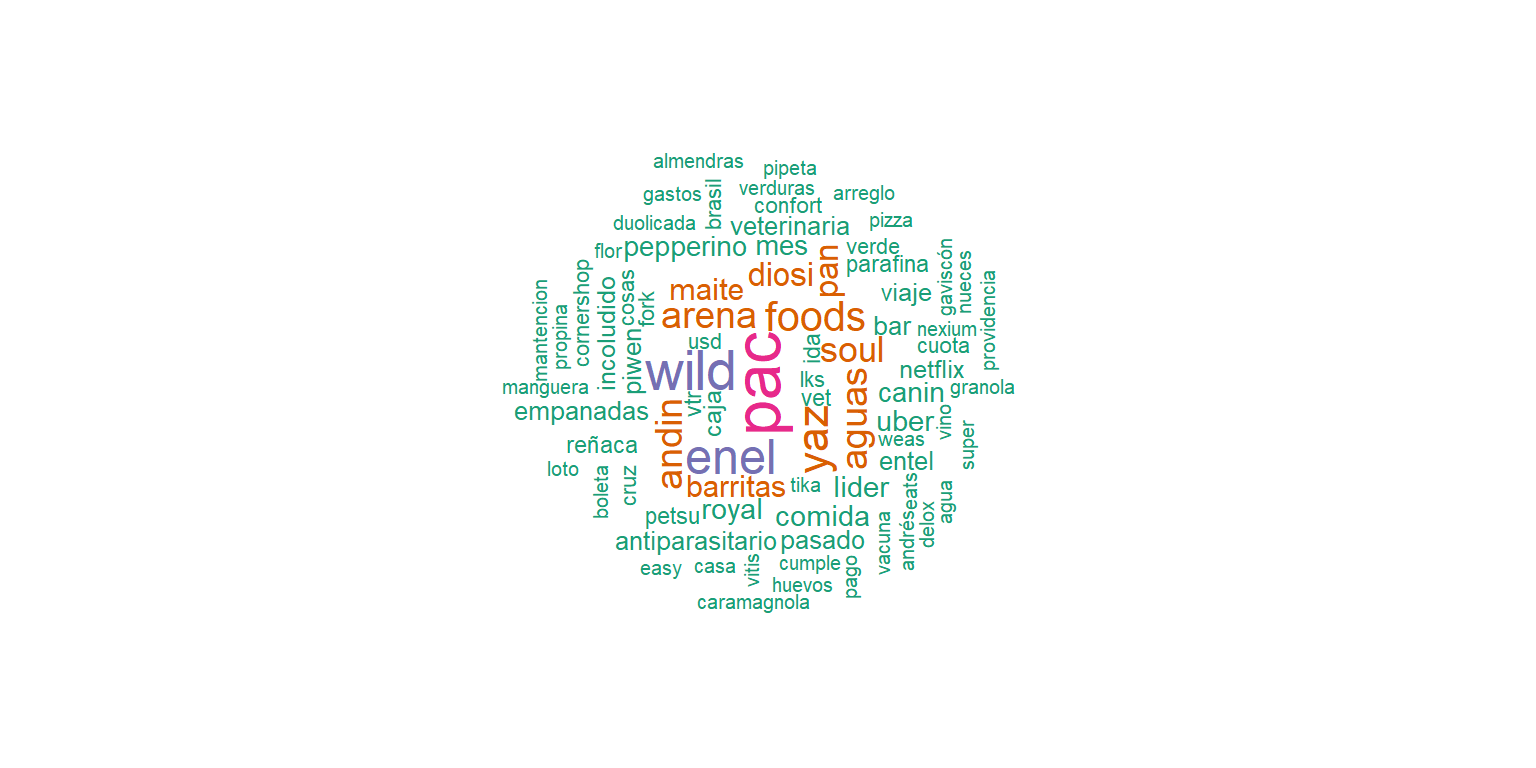 almendras
pipeta
gastos
brasil
verduras
arreglo
confort
duolicada
veterinaria
pizza
flor
pepperino
mes
pan
verde
parafina
gaviscón
nueces
providencia
mantencion
propina
cornershop
incoludido
cosas
fork
maite
diosi
viaje
arena
foods
bar
nexium
cuota
piwen
usd
pac
ida
soul
wild
lks
netflix
manguera
vtr
caja
vet
canin
granola
empanadas
andin
yaz
aguas
uber
vino
weas
super
reñaca
enel
entel
loto
boleta
cruz
barritas
tika
lider
eats
agua
petsu
royal
comida
andrés
delox
vacuna
antiparasitario
pasado
easy
casa
vitis
cumple
pago
huevos
caramagnola